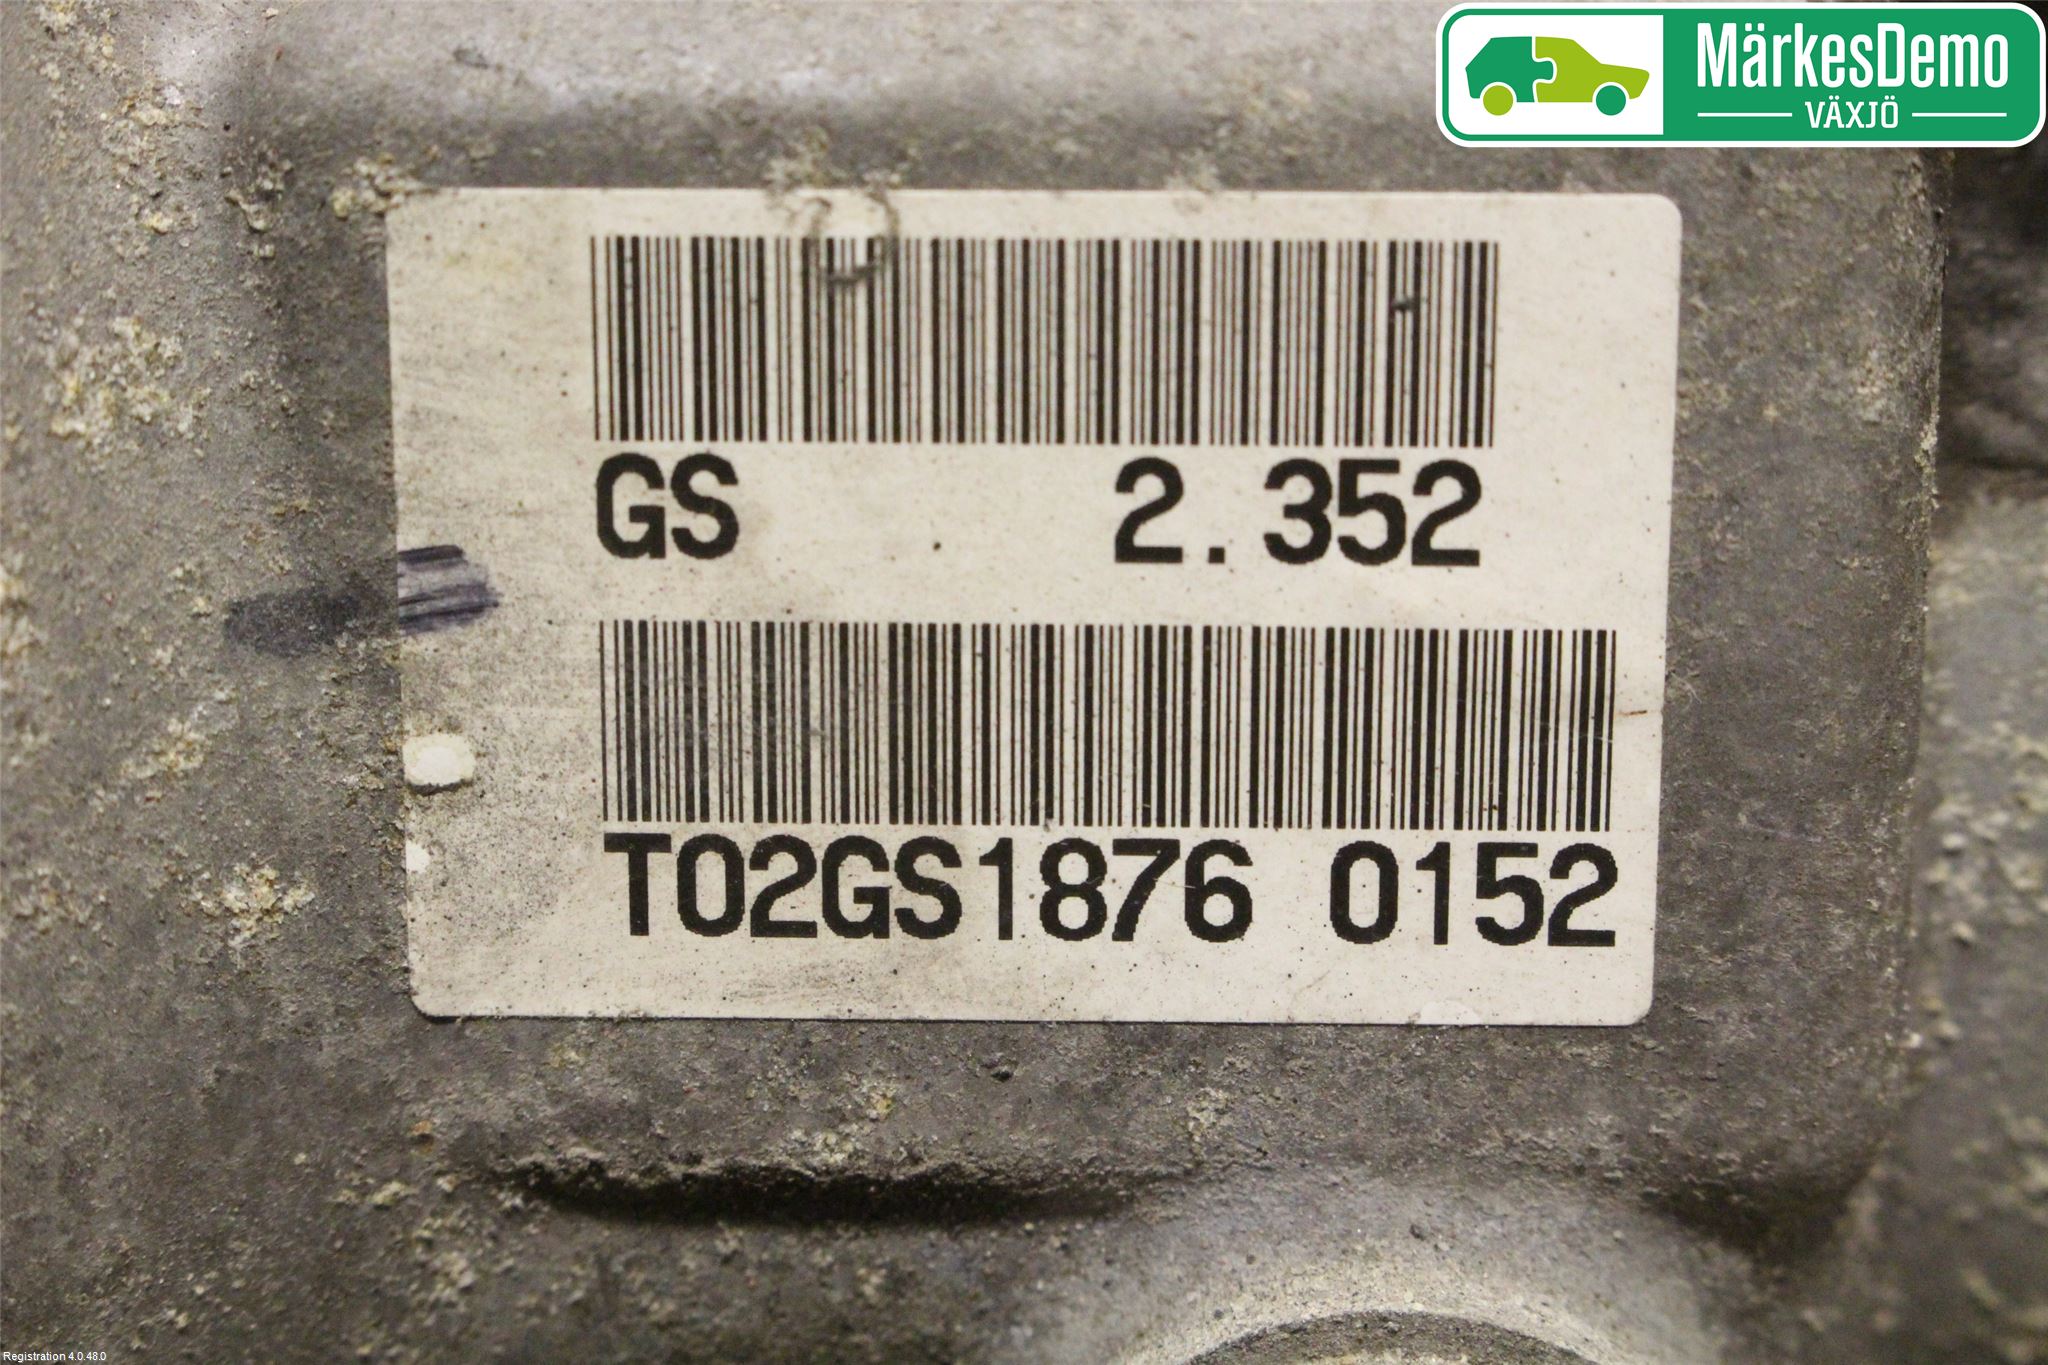 MärkesDemo
VÄXJÖ
GS 2.352
T02GS1876 0152
Registration 4.0.48.0